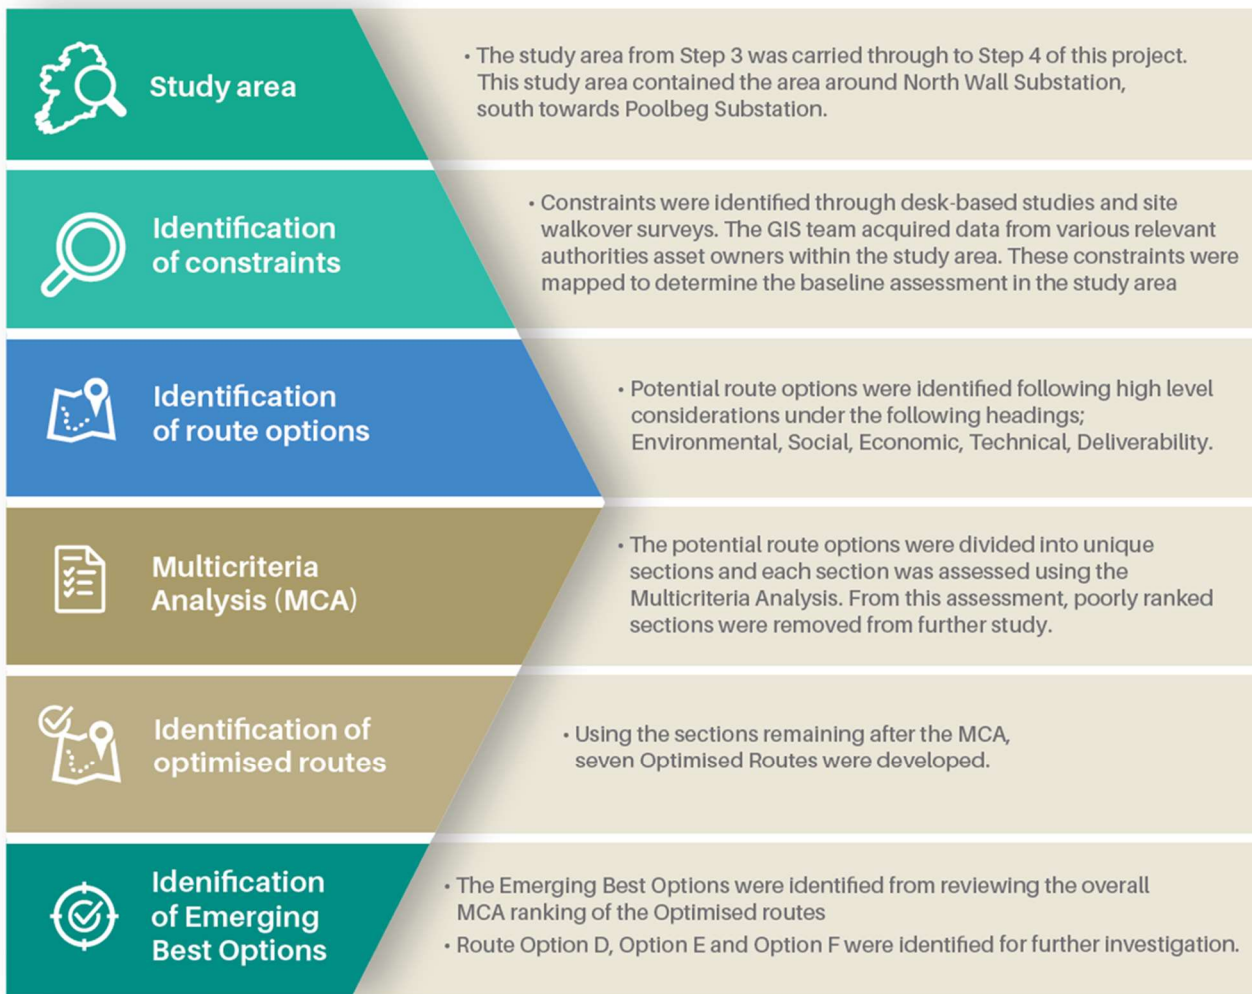 Study area
• The study area from Step 3 was carried through to Step 4 of this project.
This study area contained the area around North Wall Substation,
south towards Poolbeg Substation.
Identification
of constraints
• Constraints were identified through desk-based studies and site
walkover surveys. The GIS team acquired data from various relevant
authorities asset owners within the study area. These constraints were
mapped to determine the baseline assessment in the study area
Identification
of route options
• Potential route options were identified following high level
considerations under the following headings;
Environmental, Social, Economic, Technical, Deliverability.
Multicriteria
Analysis (MCA)
• The potential route options were divided into unique
sections and each section was assessed using the
Multicriteria Analysis. From this assessment, poorly ranked
sections were removed from further study.
Identification of
optimised routes
• Using the sections remaining after the MCA,
seven Optimised Routes were developed.
Idenification
of Emerging
Best Options
• The Emerging Best Options were identified from reviewing the overall
MCA ranking of the Optimised routes
• Route Option D, Option E and Option F were identified for further investigation.